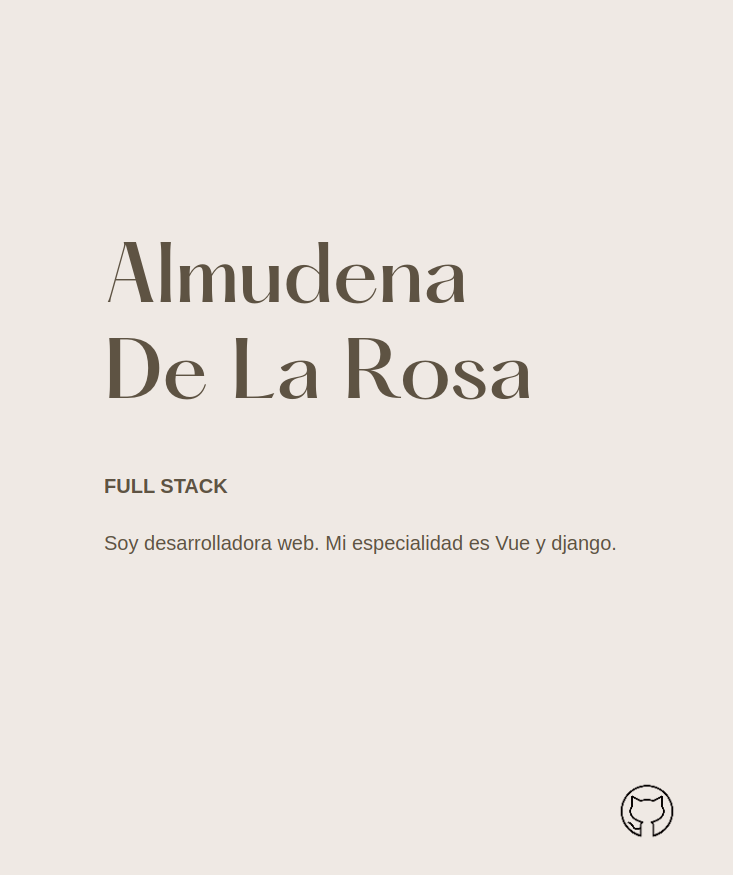 Almudena
De La Rosa
FULL STACK
Soy desarrolladora web. Mi especialidad es Vue y django.